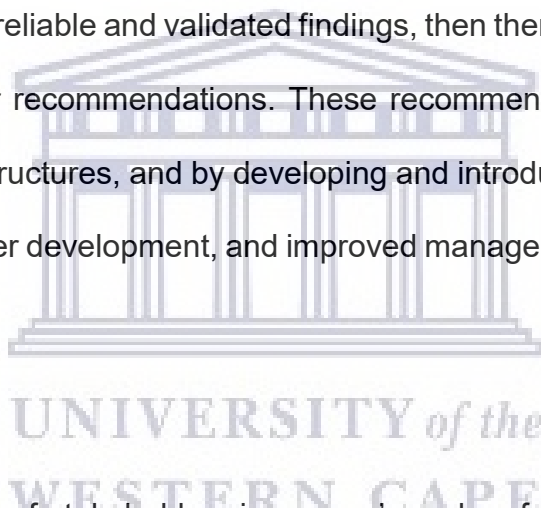 reliable and validated findings, then ther
recommendations. These recommen
ructures, and by developing and introdu
er development, and improved manage
UNIVERSITY of the
WESTERN CAPE